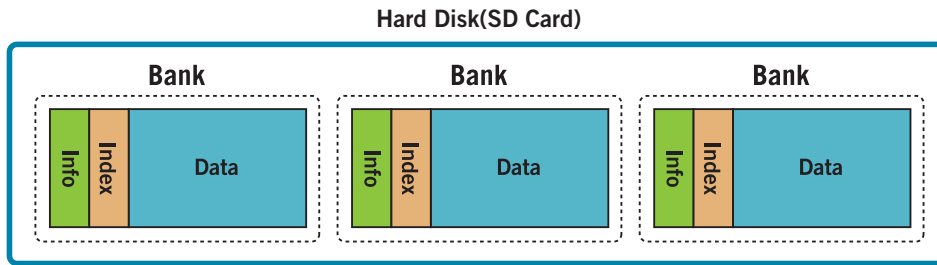 Hard Disk(SD Card)
Bank Bank Bank
Info Index Data Info Index Data Info Index Data